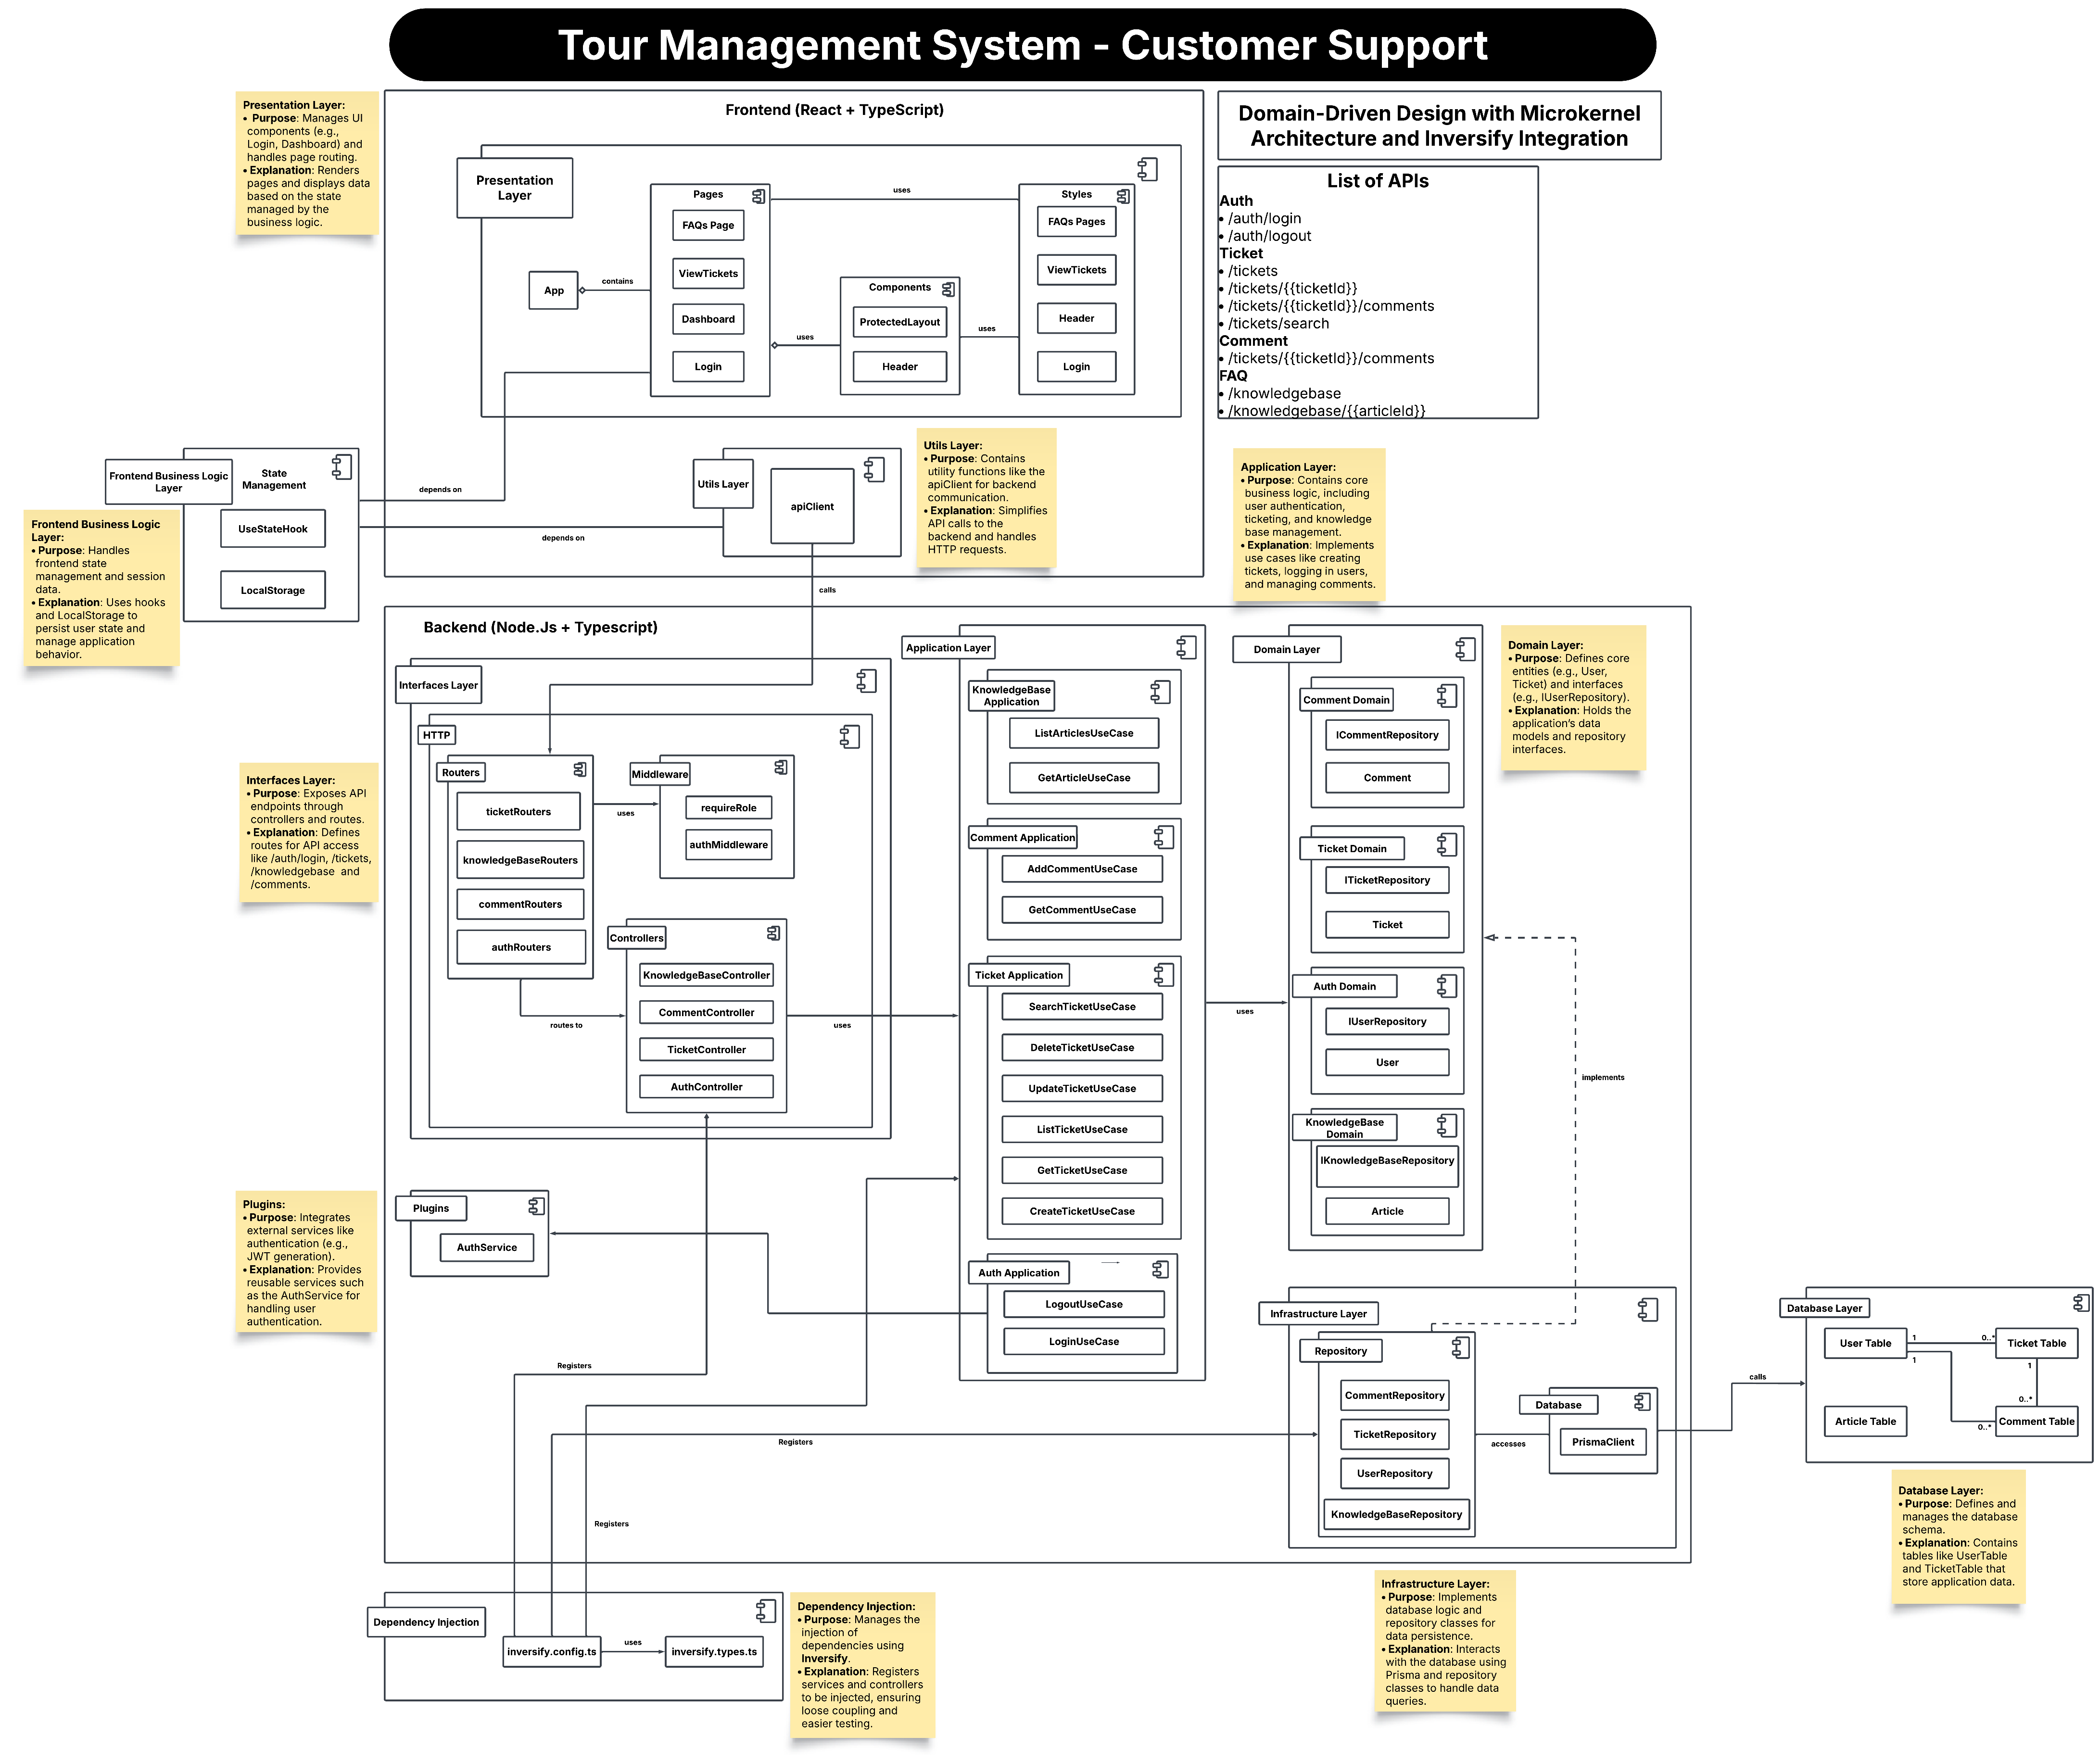 Tour Management System - Customer Support
Presentation Layer:
• Purpose: Manages UI
components (e.g.,
Login, Dashboard) and
handles page routing.
• Explanation: Renders
pages and displays data
based on the state
managed by the
business logic.
Frontend (React + TypeScript)
Presentation
Layer
App
contains
Pages
FAQs Page
ViewTickets
Dashboard
Login
uses
uses
Components
ProtectedLayout
Header
uses
Styles
FAQs Pages
ViewTickets
Header
Login
Domain-Driven Design with Microkernel
Architecture and Inversify Integration
List of APIs
Auth
• /auth/login
• /auth/logout
Ticket
• /tickets
• /tickets/{{ticketId}}
• /tickets/{{ticketId}}/comments
• /tickets/search
Comment
• /tickets/{{ticketId}}/comments
FAQ
• /knowledgebase
• /knowledgebase/{{articleId}}
Frontend Business Logic
Layer
State
Management
UseStateHook
LocalStorage
Frontend Business Logic
Layer:
• Purpose: Handles
frontend state
management and session
data.
• Explanation: Uses hooks
and LocalStorage to
persist user state and
manage application
behavior.
depends on
depends on
Utils Layer
apiClient
calls
Utils Layer:
• Purpose: Contains
utility functions like the
apiClient for backend
communication.
• Explanation: Simplifies
API calls to the
backend and handles
HTTP requests.
Application Layer:
• Purpose: Contains core
business logic, including
user authentication,
ticketing, and knowledge
base management.
• Explanation: Implements
use cases like creating
tickets, logging in users,
and managing comments.
Backend (Node.Js + Typescript)
Interfaces Layer
HTTP
Routers
ticketRouters
knowledgeBaseRouters
commentRouters
authRouters
uses
Middleware
requireRole
authMiddleware
routes to
Controllers
KnowledgeBaseController
CommentController
TicketController
AuthController
uses
Interfaces Layer:
• Purpose: Exposes API
endpoints through
controllers and routes.
• Explanation: Defines
routes for API access
like /auth/login, /tickets,
/knowledgebase and
/comments.
Application Layer
KnowledgeBase
Application
ListArticlesUseCase
GetArticleUseCase
Comment Application
AddCommentUseCase
GetCommentUseCase
Ticket Application
SearchTicketUseCase
DeleteTicketUseCase
UpdateTicketUseCase
ListTicketUseCase
GetTicketUseCase
CreateTicketUseCase
Auth Application
LogoutUseCase
LoginUseCase
uses
Domain Layer
Comment Domain
ICommentRepository
Comment
Ticket Domain
ITicketRepository
Ticket
Auth Domain
IUserRepository
User
KnowledgeBase
Domain
IKnowledgeBaseRepository
Article
Domain Layer:
• Purpose: Defines core
entities (e.g., User,
Ticket) and interfaces
(e.g., IUserRepository).
• Explanation: Holds the
application's data
models and repository
interfaces.
implements
Plugins:
• Purpose: Integrates
external services like
authentication (e.g.,
JWT generation).
• Explanation: Provides
reusable services such
as the AuthService for
handling user
authentication.
Plugins
AuthService
Registers
Registers
Registers
Infrastructure Layer
Repository
CommentRepository
TicketRepository
UserRepository
KnowledgeBaseRepository
accesses
Database
PrismaClient
calls
Database Layer
User Table
1
0..*
Ticket Table
1
1
0..*
0..*
Article Table
Comment Table
Database Layer:
• Purpose: Defines and
manages the database
schema.
• Explanation: Contains
tables like UserTable
and TicketTable that
store application data.
Dependency Injection
inversify.config.ts
uses
inversify.types.ts
Dependency Injection:
• Purpose: Manages the
injection of
dependencies using
Inversify.
• Explanation: Registers
services and controllers
to be injected, ensuring
loose coupling and
easier testing.
Infrastructure Layer:
• Purpose: Implements
database logic and
repository classes for
data persistence.
• Explanation: Interacts
with the database using
Prisma and repository
classes to handle data
queries.